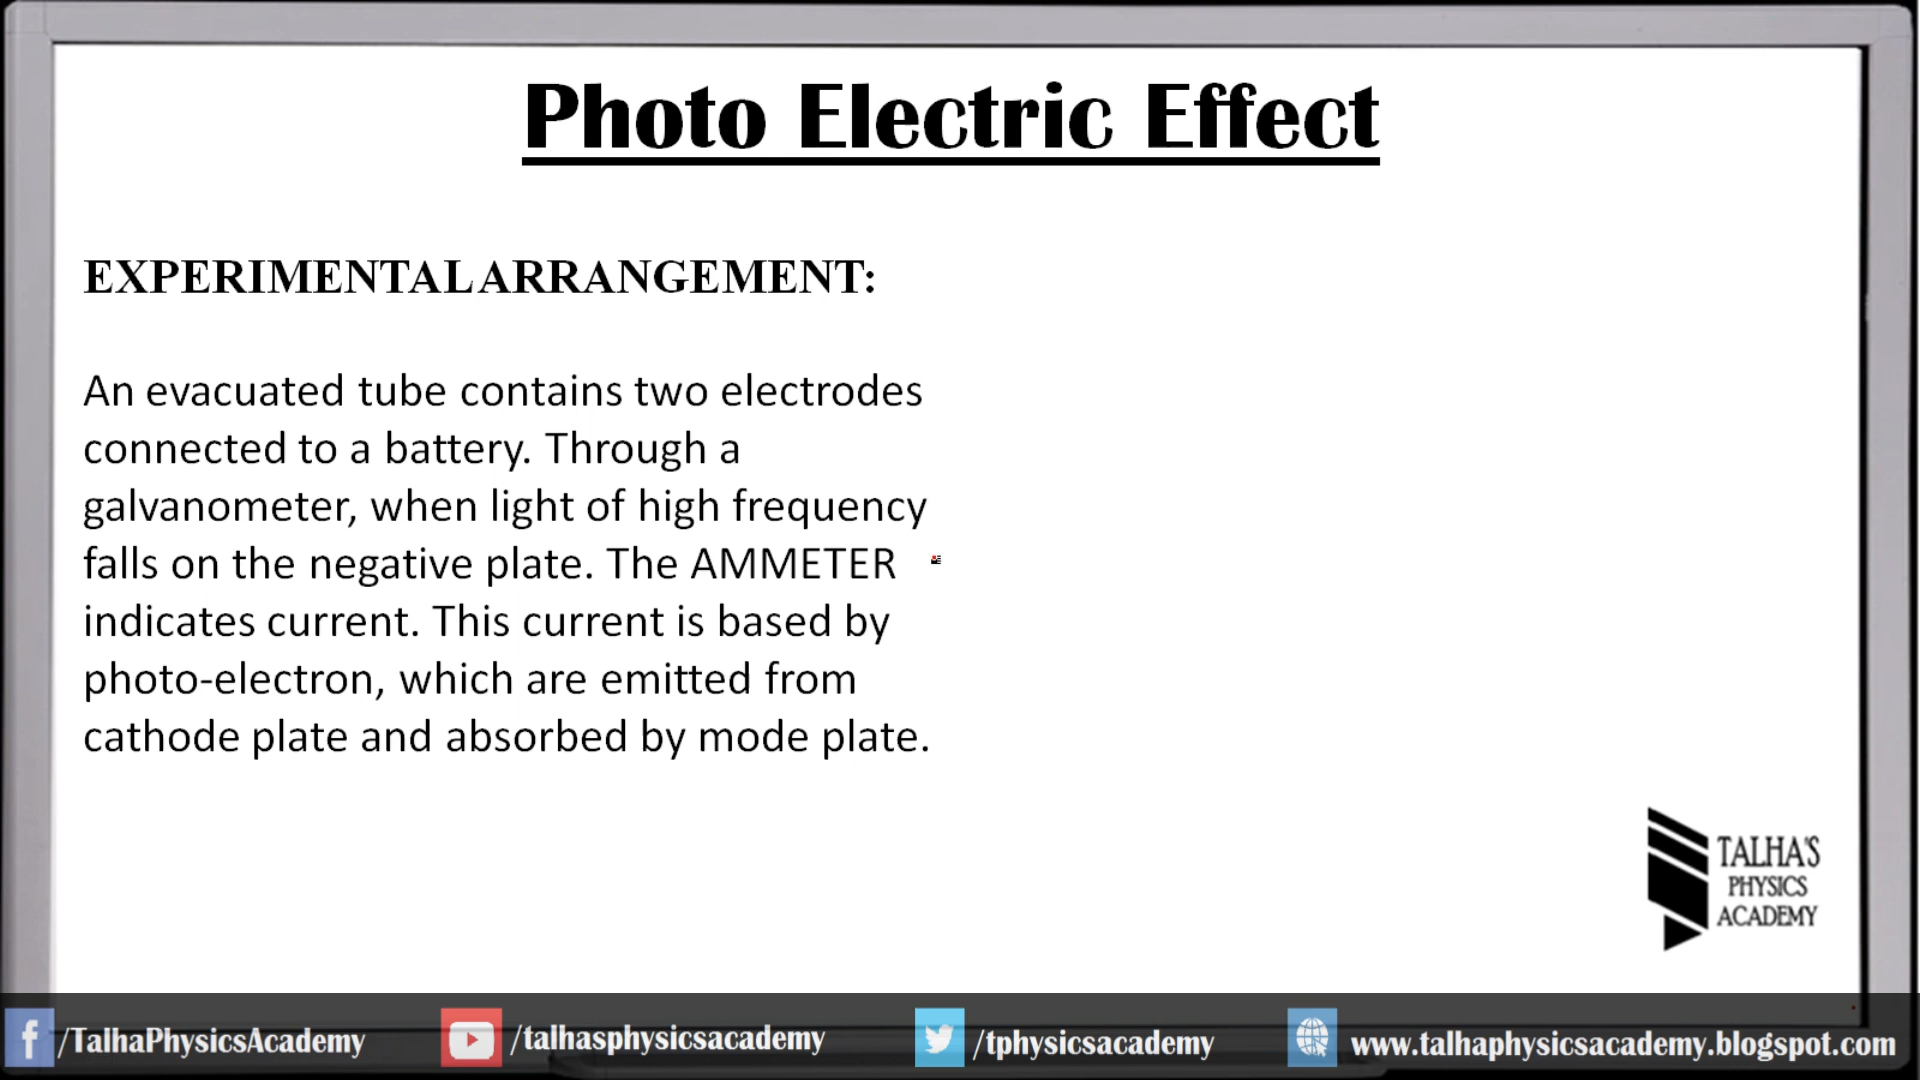 Photo Electric Effect
EXPERIMENTAL ARRANGEMENT:
An evacuated tube contains two electrodes
connected to a battery. Through a
galvanometer, when light of high frequency
falls on the negative plate. The AMMETER
indicates current. This current is based by
photo-electron, which are emitted from
cathode plate and absorbed by mode plate.
TALHA'S
PHYSICS
ACADEMY
/TalhaPhysicsAcademy
/talhasphysicsacademy
/tphysicsacademy
www.talhaphysicsacademy.blogspot.com